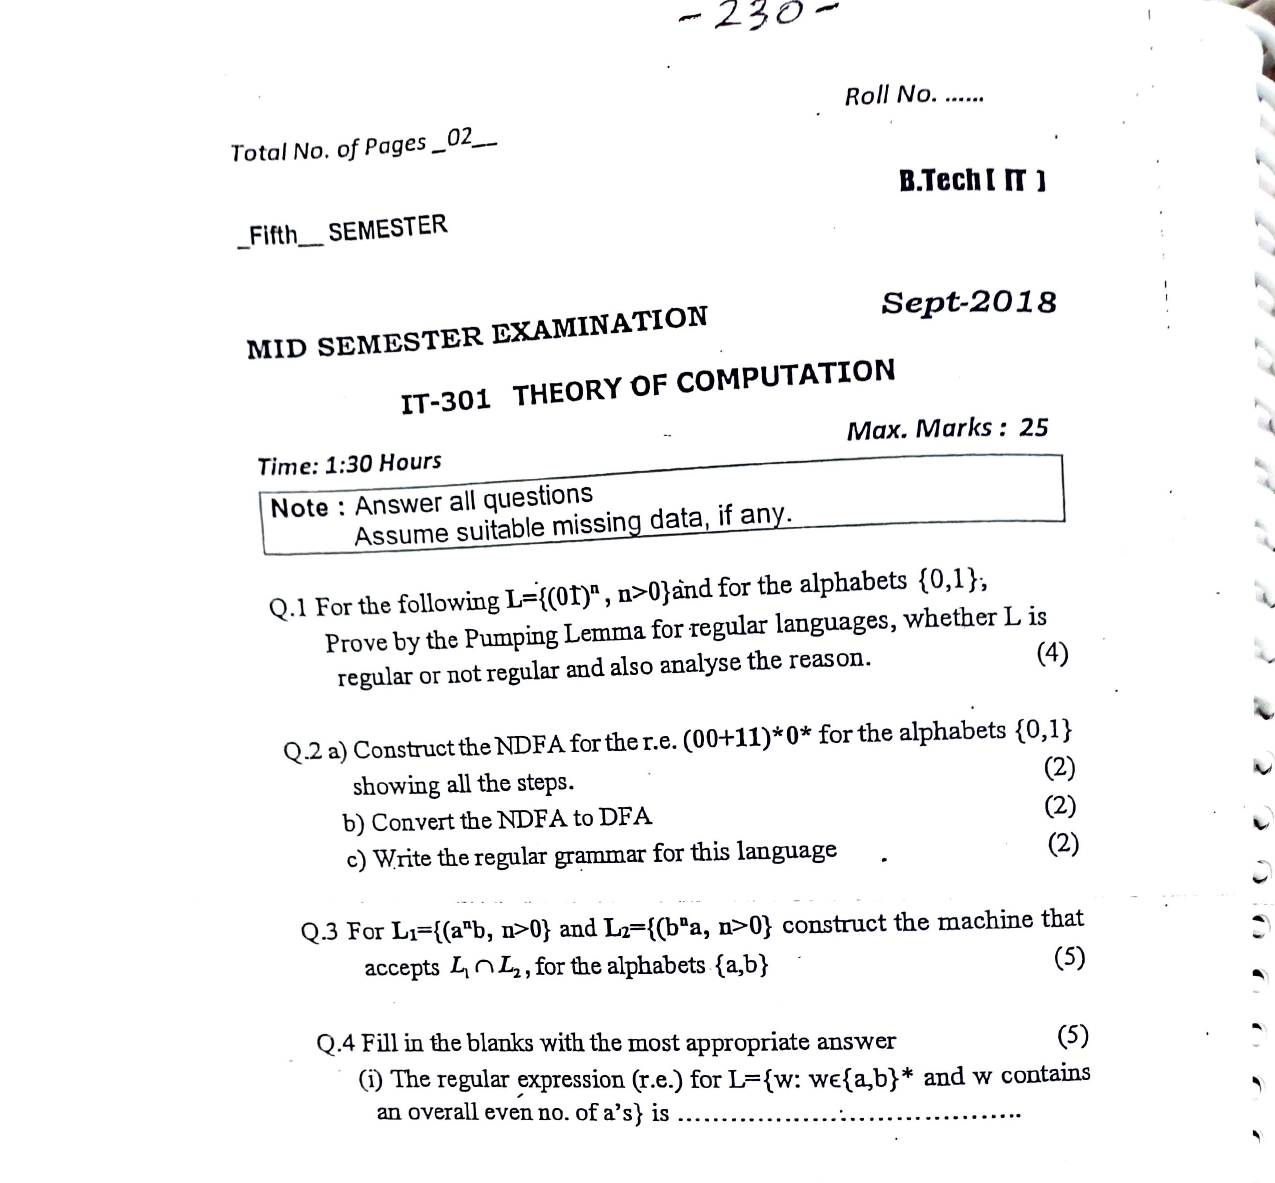 - 230 -
Roll No. ......
Total No. of Pages _02__
B.Tech [ IT ]
_Fifth__ SEMESTER
Sept-2018
MID SEMESTER EXAMINATION
IT-301 THEORY OF COMPUTATION
Max. Marks : 25
Time: 1:30 Hours
Note : Answer all questions
Assume suitable missing data, if any.
Q.1 For the following L={(01)ⁿ , n>0}and for the alphabets {0,1};
Prove by the Pumping Lemma for regular languages, whether L is
regular or not regular and also analyse the reason. (4)
Q.2 a) Construct the NDFA for the r.e. (00+11)*0* for the alphabets {0,1}
showing all the steps. (2)
b) Convert the NDFA to DFA (2)
c) Write the regular grammar for this language (2)
Q.3 For L₁={(aⁿb, n>0} and L₂={(bⁿa, n>0} construct the machine that
accepts L₁∩L₂, for the alphabets {a,b} (5)
Q.4 Fill in the blanks with the most appropriate answer (5)
(i) The regular expression (r.e.) for L={w: wϵ{a,b}* and w contains
an overall even no. of a's} is ........................................